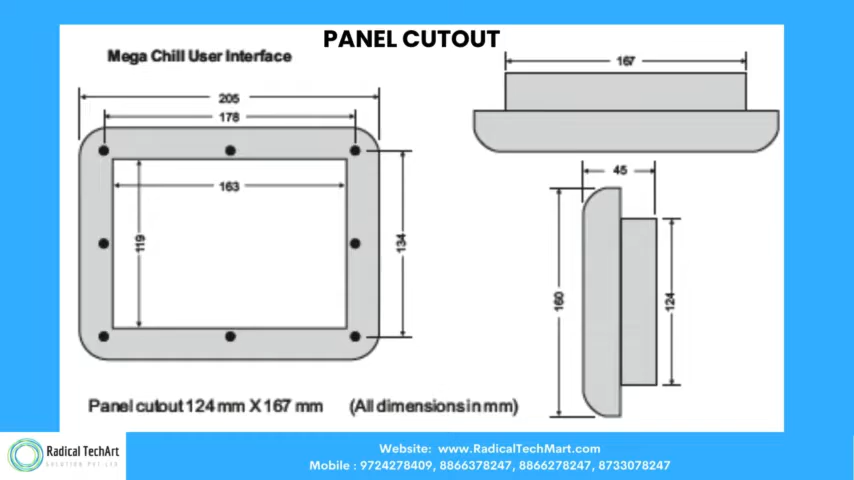 PANEL CUTOUT
Mega Chill User Interface
167
205
178
45
163
119
134
160
124
Panel cutout 124 mm X 167 mm (All dimensions in mm)
Radical TechArt
SOLUTION PVT LTD
Website: www.RadicalTechMart.com
Mobile : 9724278409, 8866378247, 8866278247, 8733078247